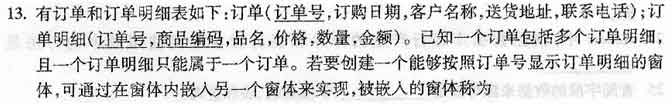 13. 有订单和订单明细表如下:订单(订单号,订购日期,客户名称,送货地址,联系电话);订
单明细(订单号,商品编码,品名,价格,数量,金额)。已知一个订单包括多个订单明细,
且一个订单明细只能属于一个订单。若要创建一个能够按照订单号显示订单明细的窗
体,可通过在窗体内嵌入另一个窗体来实现,被嵌入的窗体称为